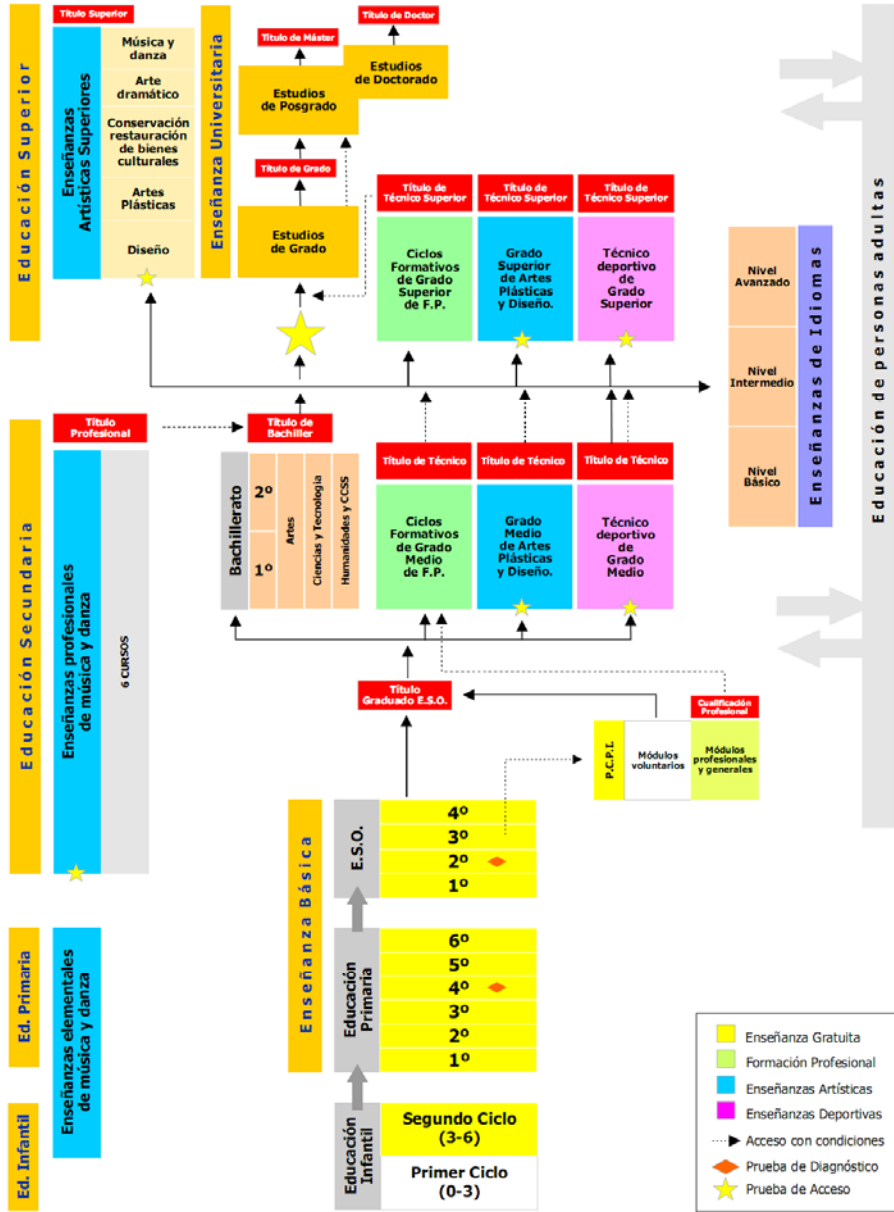 Educación Superior
Título Superior
Enseñanzas
Artísticas Superiores
Música y
danza
Arte
dramático
Conservación
restauración
de bienes
culturales
Artes
Plásticas
Diseño
Enseñanza Universitaria
Título de Máster
Título de Doctor
Estudios
de Posgrado
Estudios
de Doctorado
Título de Grado
Estudios
de Grado
Título de
Técnico Superior
Título de
Técnico Superior
Título de
Técnico Superior
Ciclos
Formativos
de Grado
Superior
de F.P.
Grado
Superior
de Artes
Plásticas
y Diseño.
Técnico
deportivo
de
Grado
Superior
Nivel
Avanzado
Nivel
Intermedio
Nivel
Básico
Enseñanzas de Idiomas
Educación de personas adultas
Educación Secundaria
Título
Profesional
Enseñanzas profesionales
de música y danza
6 CURSOS
Título de
Bachiller
Bachillerato
2º
1º
Artes
Ciencias y Tecnología
Humanidades y CCSS
Título de Técnico
Título de Técnico
Título de Técnico
Ciclos
Formativos
de Grado
Medio
de F.P.
Grado
Medio
de Artes
Plásticas
y Diseño.
Técnico
deportivo
de
Grado
Medio
Título
Graduado E.S.O.
Cualificación
Profesional
P.C.P.I.
Módulos
voluntarios
Módulos
profesionales
y generales
Enseñanza Básica
E.S.O.
4º
3º
2º
1º
Ed. Primaria
Enseñanzas elementales
de música y danza
Educación
Primaria
6º
5º
4º
3º
2º
1º
Ed. Infantil
Educación
Infantil
Segundo Ciclo
(3-6)
Primer Ciclo
(0-3)
Enseñanza Gratuita
Formación Profesional
Enseñanzas Artísticas
Enseñanzas Deportivas
Acceso con condiciones
Prueba de Diagnóstico
Prueba de Acceso